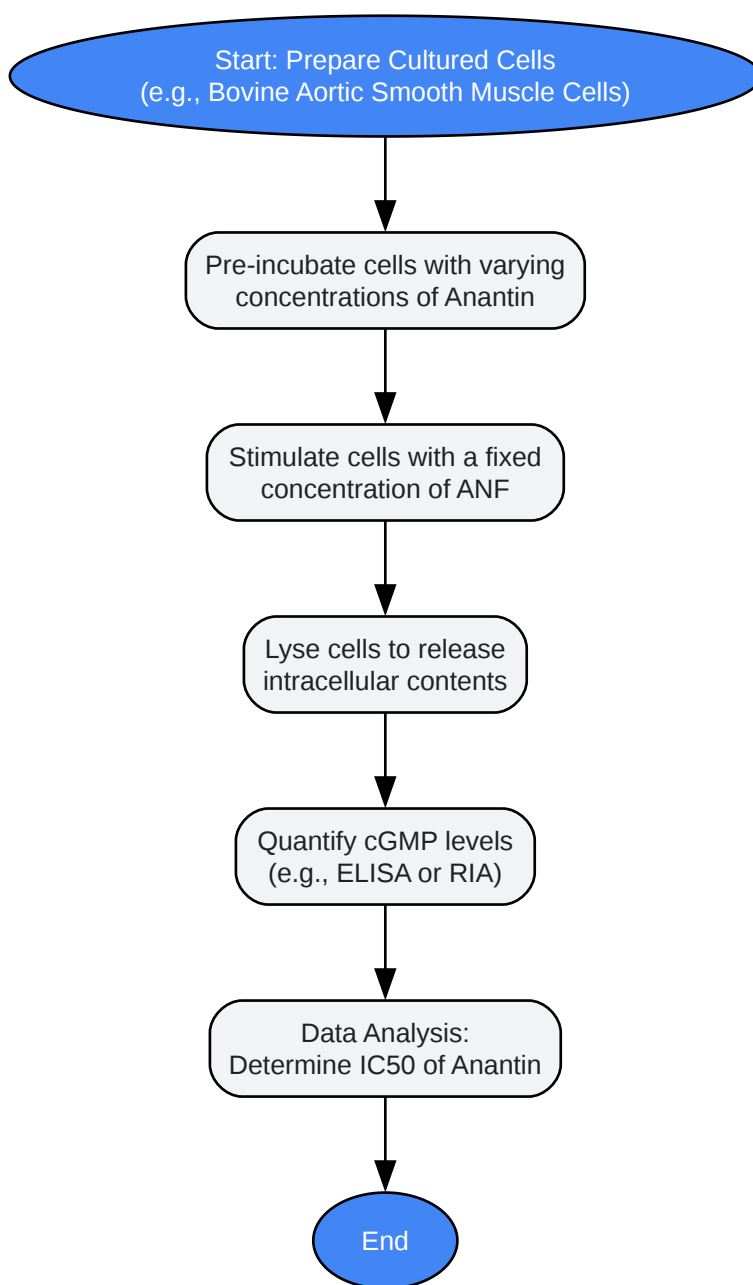 Start: Prepare Cultured Cells
(e.g., Bovine Aortic Smooth Muscle Cells)
Pre-incubate cells with varying
concentrations of Anantin
Stimulate cells with a fixed
concentration of ANF
Lyse cells to release
intracellular contents
Quantify cGMP levels
(e.g., ELISA or RIA)
Data Analysis:
Determine IC50 of Anantin
End